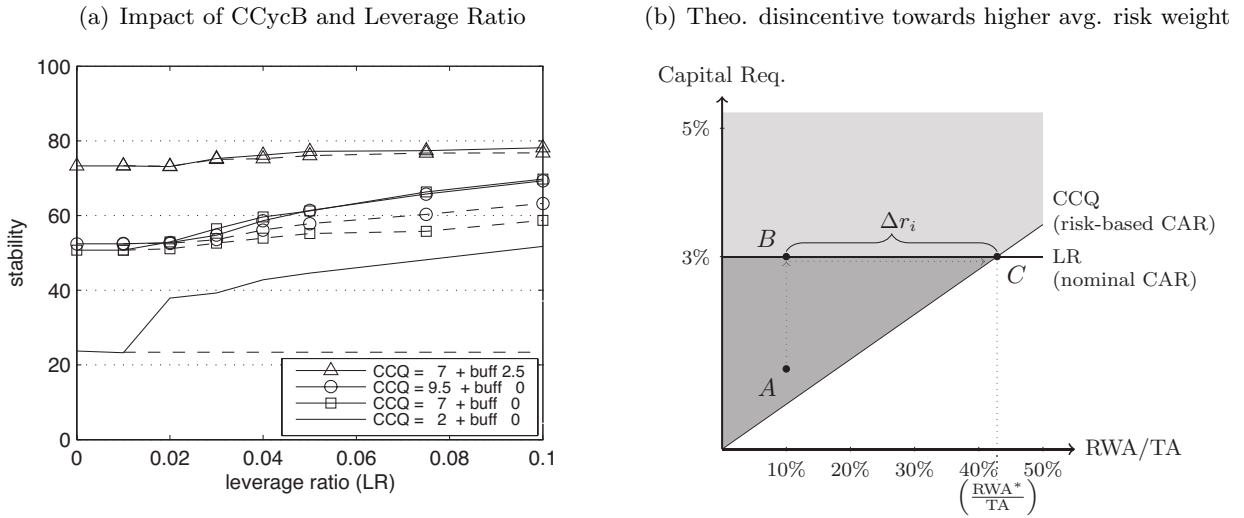 (a) Impact of CCycB and Leverage Ratio
100
80
60
40
20
0
stability
0
0.02
0.04
0.06
0.08
0.1
leverage ratio (LR)
CCQ = 7 + buff 2.5
CCQ = 9.5 + buff 0
CCQ = 7 + buff 0
CCQ = 2 + buff 0
(b) Theo. disincentive towards higher avg. risk weight
Capital Req.
5%
3%
B
Δr_i
A
C
CCQ
(risk-based CAR)
LR
(nominal CAR)
RWA/TA
10%
20%
30%
40%
50%
(RWA*/TA)